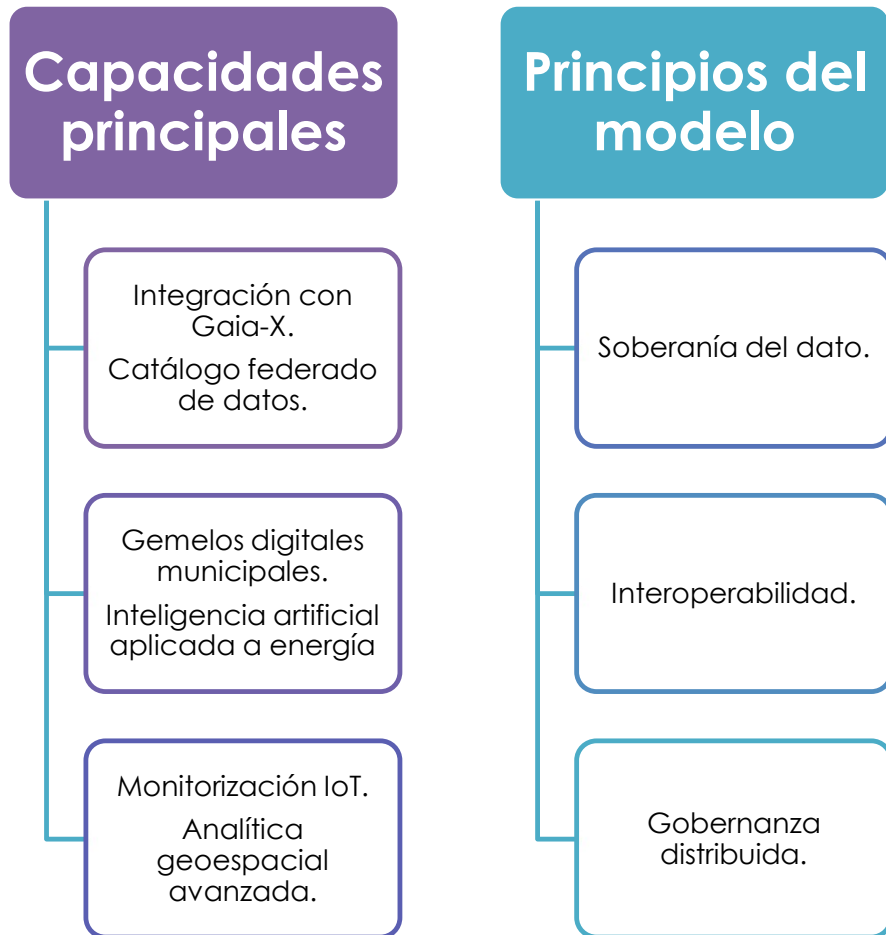 Capacidades
principales
Integración con
Gaia-X.
Catálogo federado
de datos.
Gemelos digitales
municipales.
Inteligencia artificial
aplicada a energía
Monitorización IoT.
Analítica
geoespacial
avanzada.
Principios del
modelo
Soberanía del dato.
Interoperabilidad.
Gobernanza
distribuida.